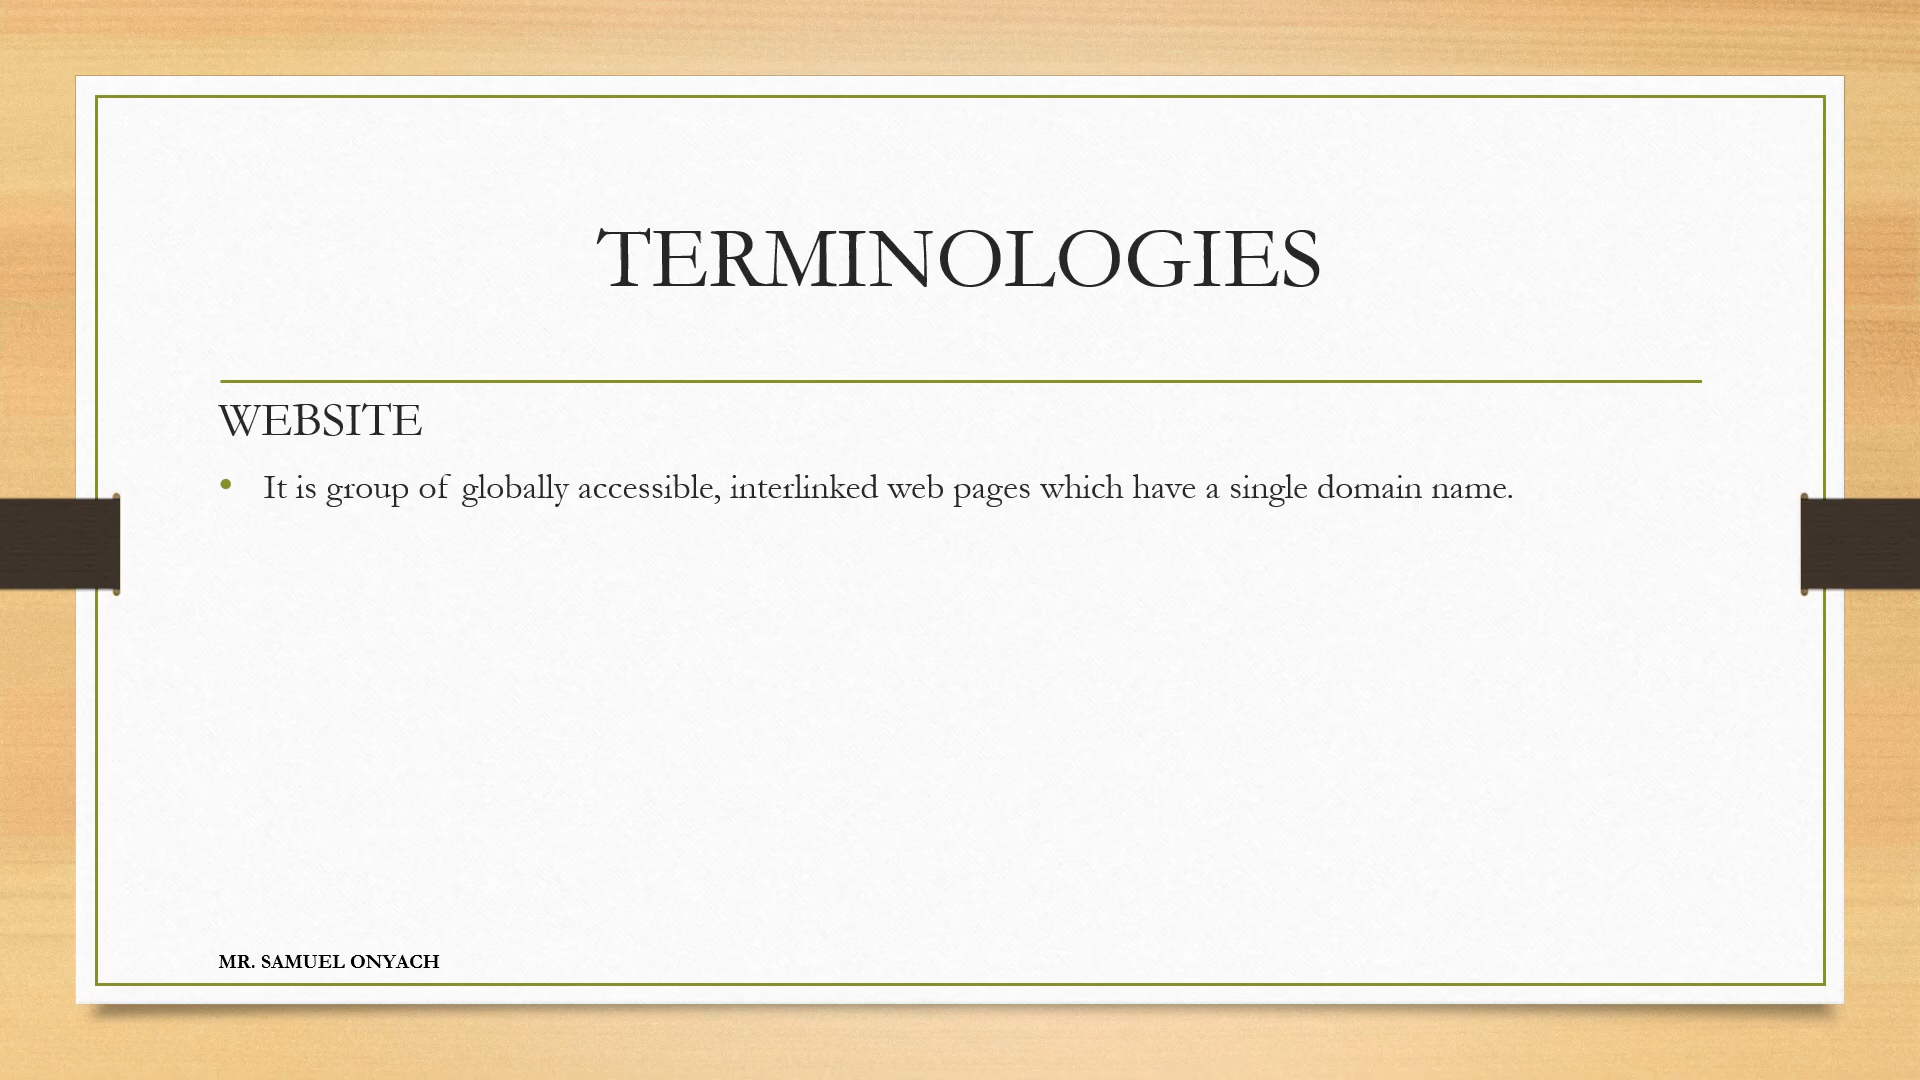 TERMINOLOGIES
WEBSITE
• It is group of globally accessible, interlinked web pages which have a single domain name.
MR. SAMUEL ONYACH